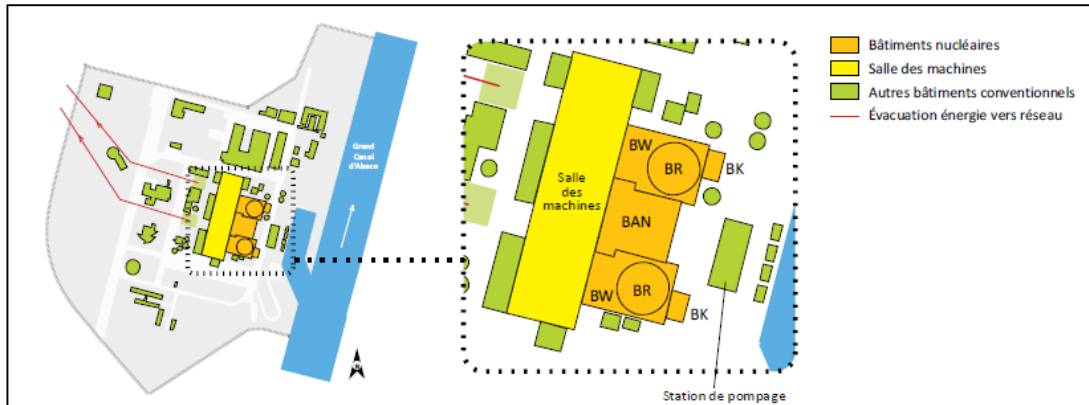 Grand
Canal
d'Alsace
N
BW
BR
BK
Salle
des
machines
BAN
BW
BR
BK
Station de pompage
Bâtiments nucléaires
Salle des machines
Autres bâtiments conventionnels
Évacuation énergie vers réseau